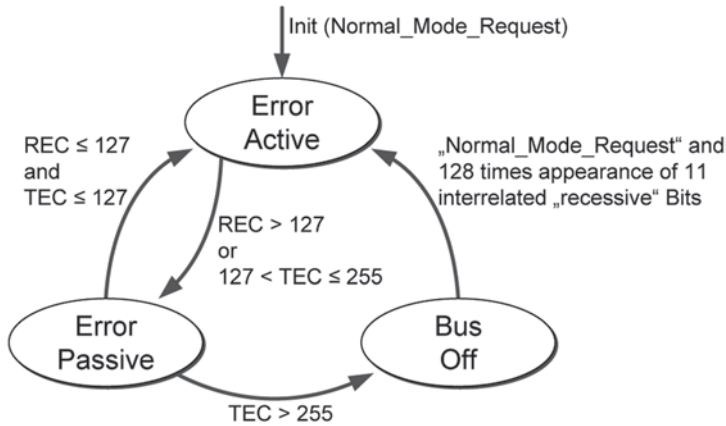 Init (Normal_Mode_Request)
Error
Active
REC ≤ 127
and
TEC ≤ 127
„Normal_Mode_Request“ and
128 times appearance of 11
interrelated „recessive“ Bits
REC > 127
or
127 < TEC ≤ 255
Error
Passive
Bus
Off
TEC > 255